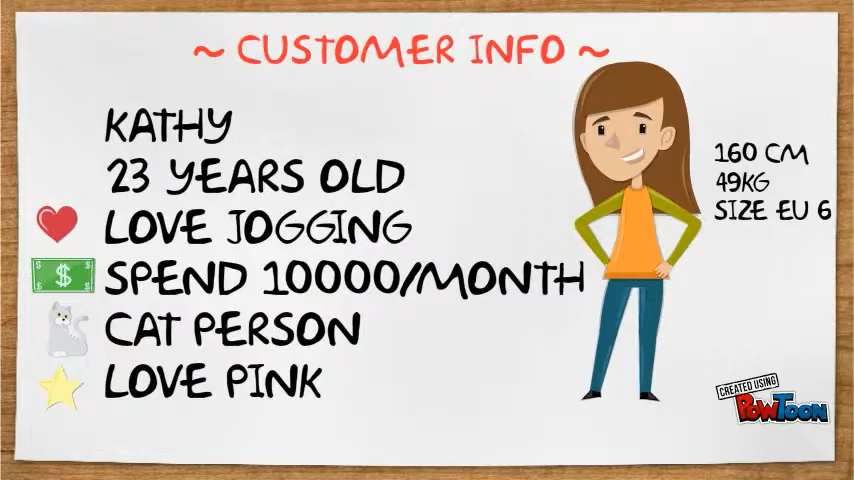 ~ CUSTOMER INFO ~
KATHY
23 YEARS OLD
LOVE JOGGING
SPEND 10000/MONTH
CAT PERSON
LOVE PINK
160 CM
49KG
SIZE EU 6
CREATED USING
POWTOON